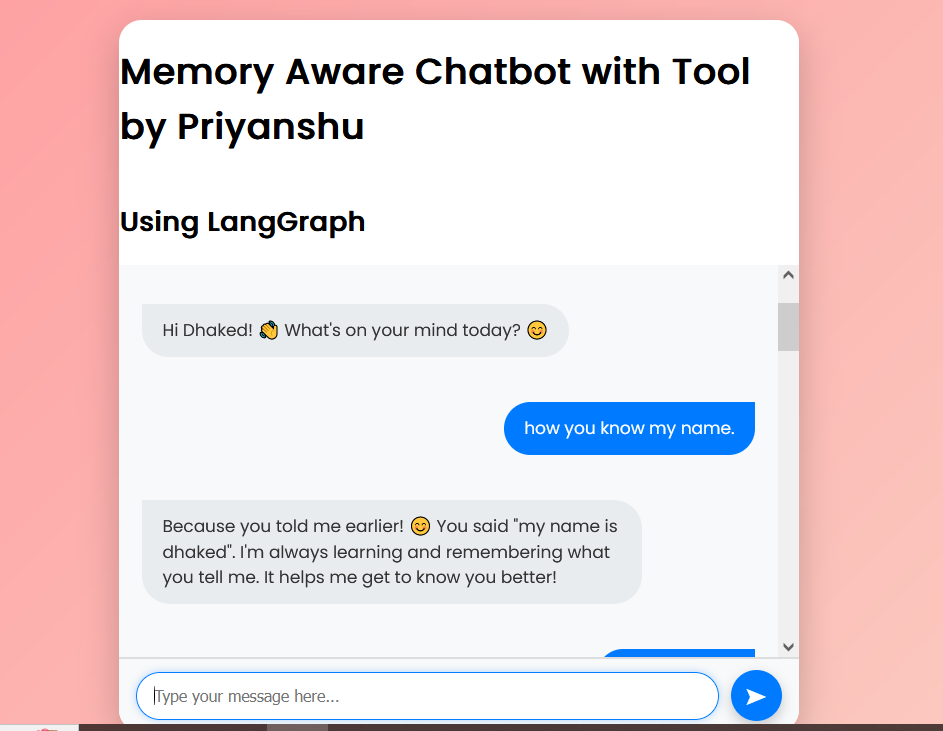 Memory Aware Chatbot with Tool
by Priyanshu
Using LangGraph
Hi Dhaked! 👏 What's on your mind today? 😊
how you know my name.
Because you told me earlier! 😊 You said "my name is
dhaked". I'm always learning and remembering what
you tell me. It helps me get to know you better!
Type your message here...